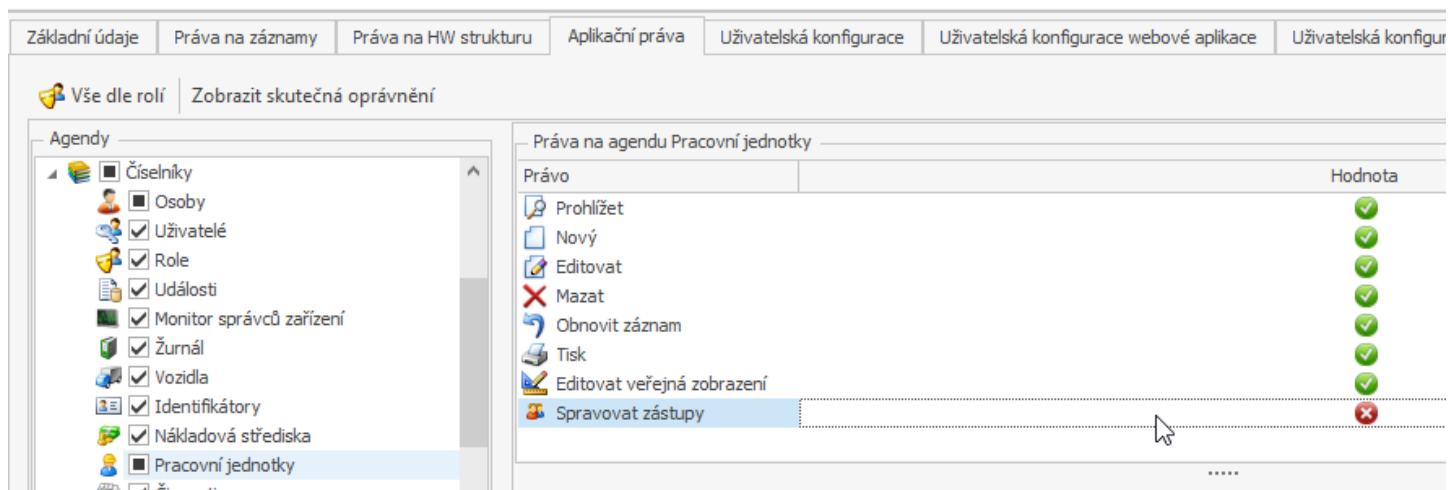 Základní údaje Práva na záznamy Práva na HW strukturu Aplikační práva Uživatelská konfigurace Uživatelská konfigurace webové aplikace Uživatelská konfigur
Vše dle rolí Zobrazit skutečná oprávnění
Agendy
Číselníky
Osoby
Uživatelé
Role
Události
Monitor správců zařízení
Žurnál
Vozidla
Identifikátory
Nákladová střediska
Pracovní jednotky
Práva na agendu Pracovní jednotky
Právo Hodnota
Prohlížet
Nový
Editovat
Mazat
Obnovit záznam
Tisk
Editovat veřejná zobrazení
Spravovat zástupy